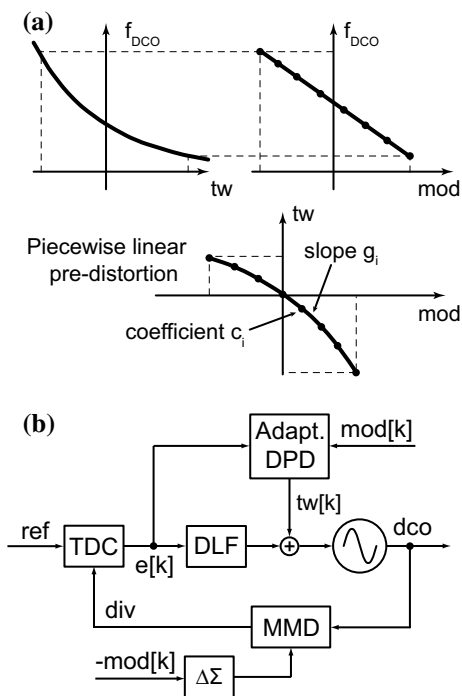 (a)
f_DCO
f_DCO
tw
mod
tw
Piecewise linear
pre-distortion
slope g_i
mod
coefficient c_i
(b)
Adapt.
DPD
mod[k]
tw[k]
dco
ref
TDC
DLF
+
e[k]
div
MMD
-mod[k]
ΔΣ